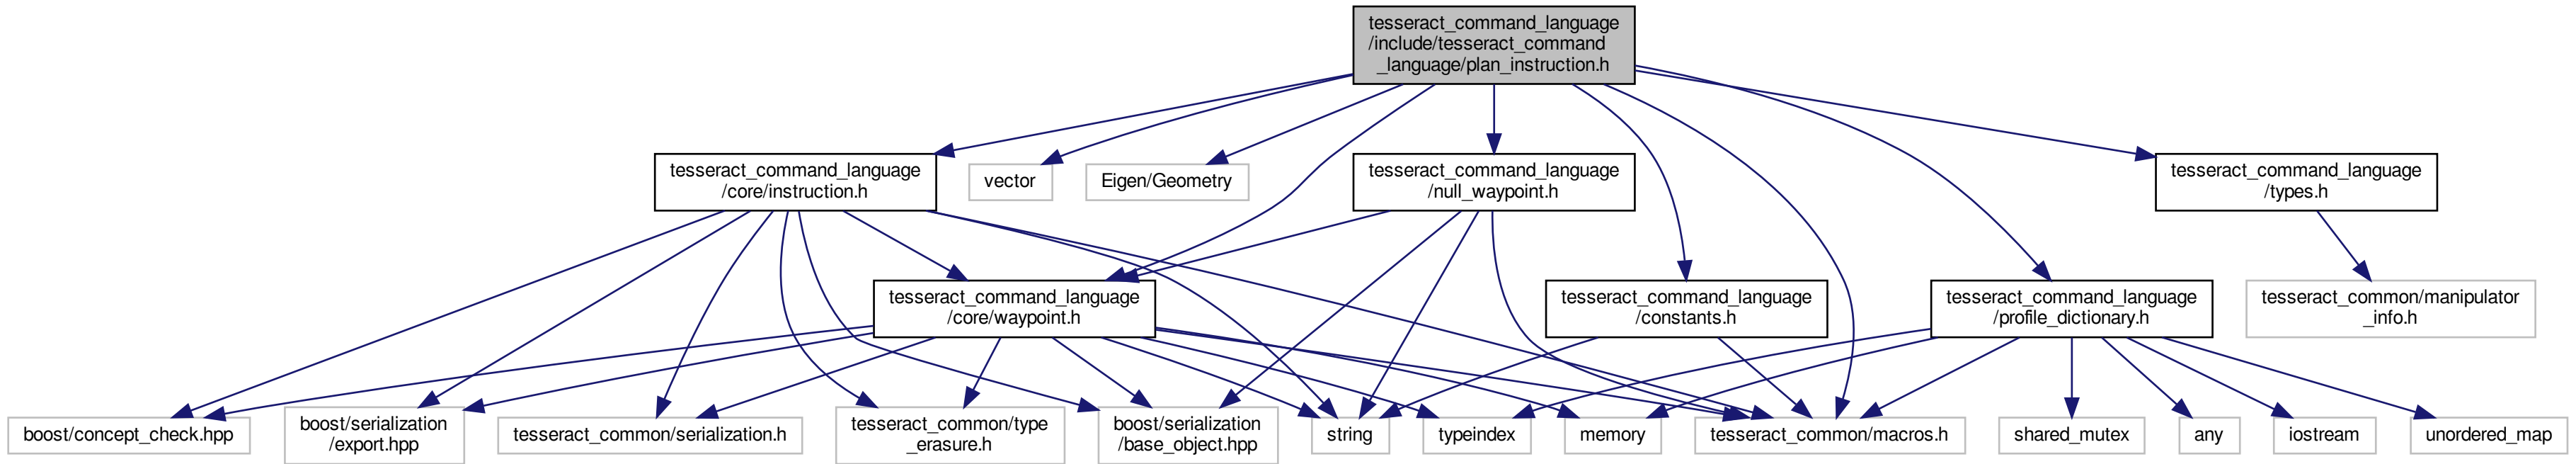 tesseract_command_language
/include/tesseract_command
_language/plan_instruction.h
tesseract_command_language
/core/instruction.h
vector
Eigen/Geometry
tesseract_command_language
/null_waypoint.h
tesseract_command_language
/types.h
tesseract_command_language
/core/waypoint.h
tesseract_command_language
/constants.h
tesseract_command_language
/profile_dictionary.h
tesseract_common/manipulator
_info.h
boost/concept_check.hpp
boost/serialization
/export.hpp
tesseract_common/serialization.h
tesseract_common/type
_erasure.h
boost/serialization
/base_object.hpp
string
typeindex
memory
tesseract_common/macros.h
shared_mutex
any
iostream
unordered_map